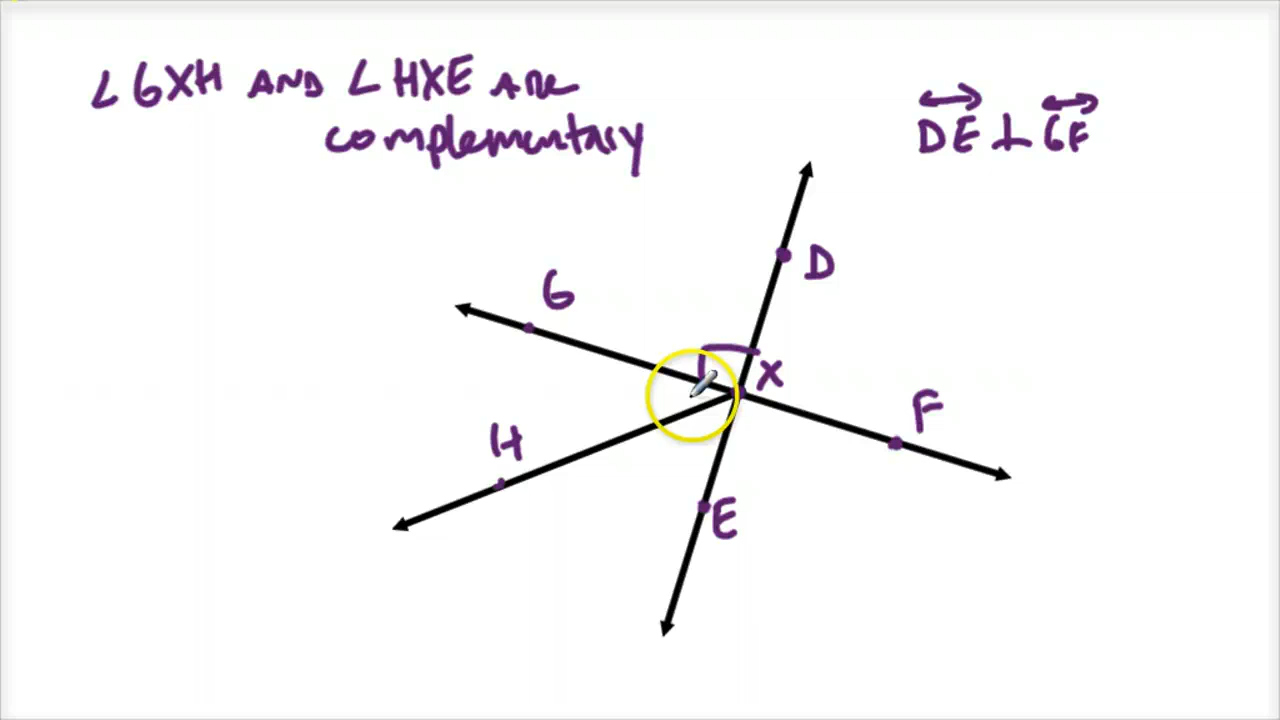 ∠GXH AND ∠HXE ARE
complementary
DE ⊥ GF
D
G
X
F
H
E